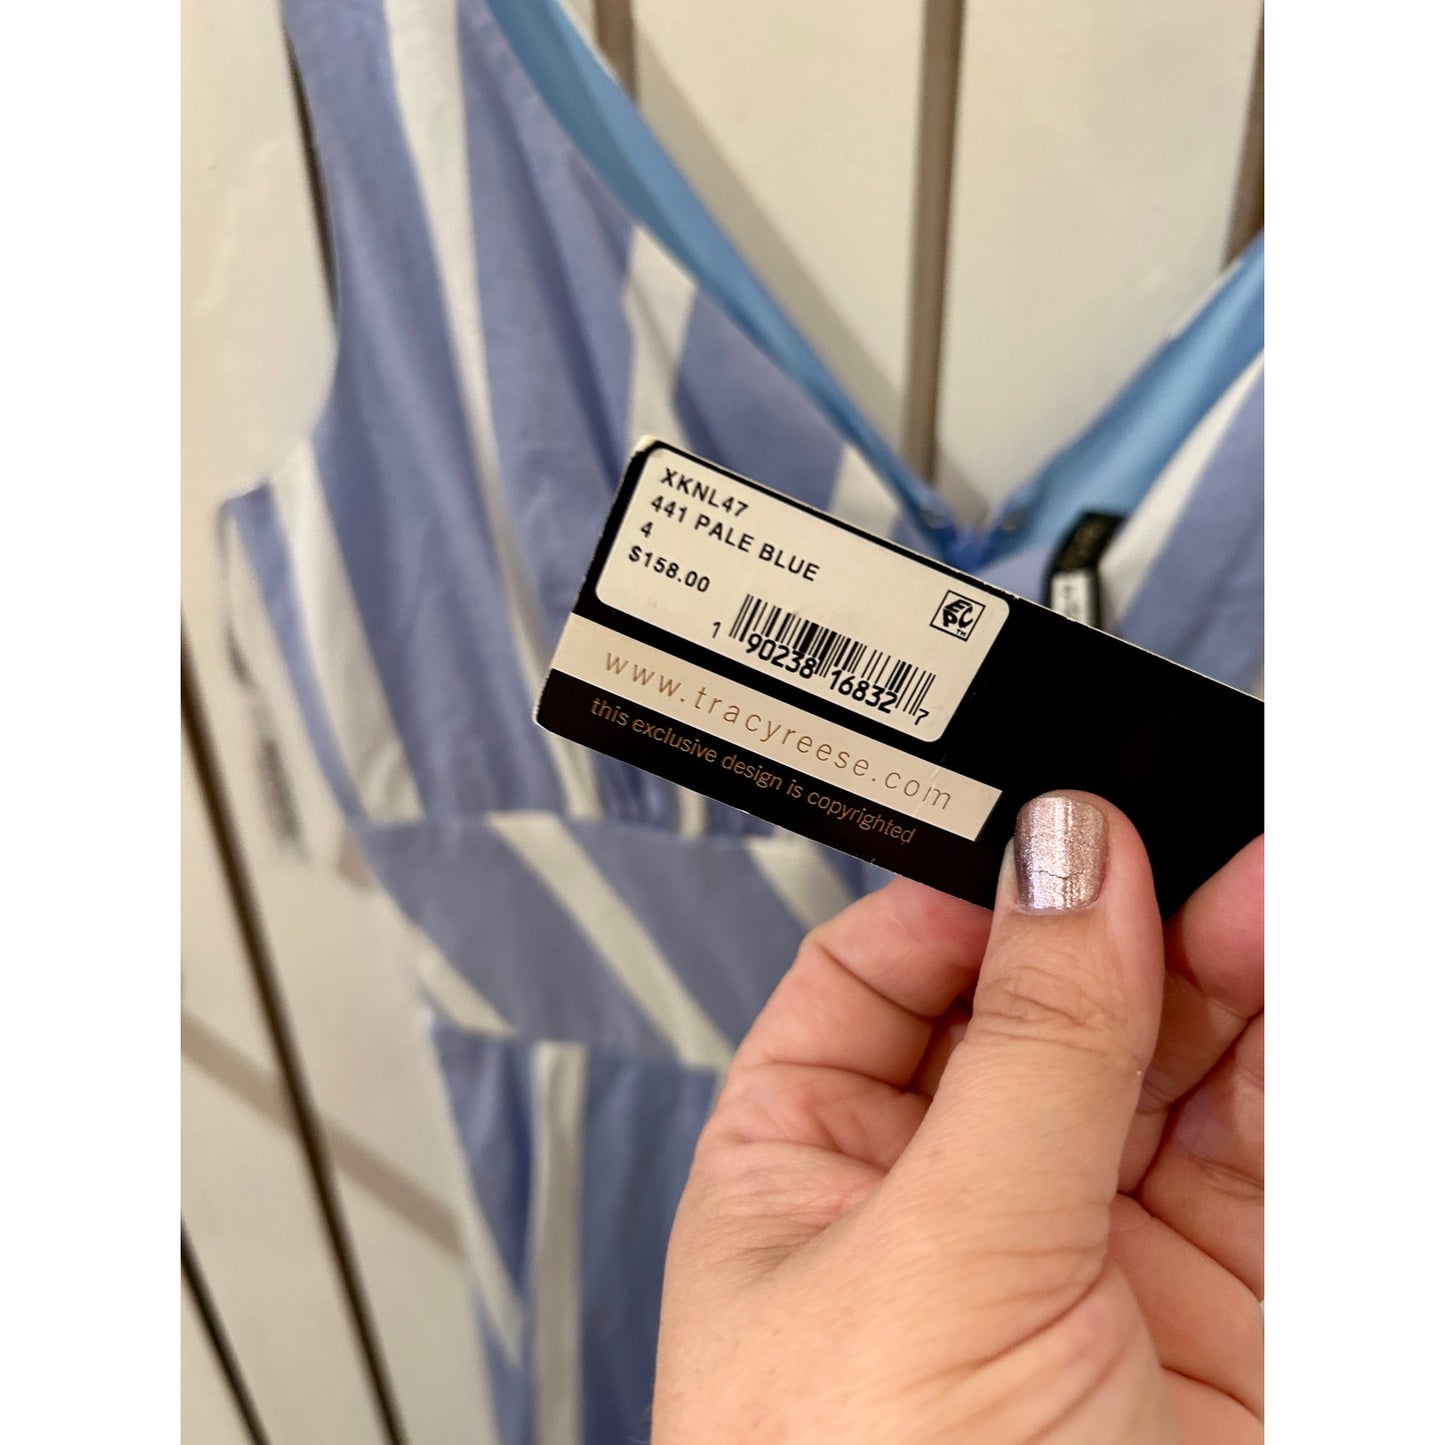 XKNL47
441 PALE BLUE
4
$158.00
EPC™
1 90238 16832 7
www.tracyreese.com
this exclusive design is copyrighted